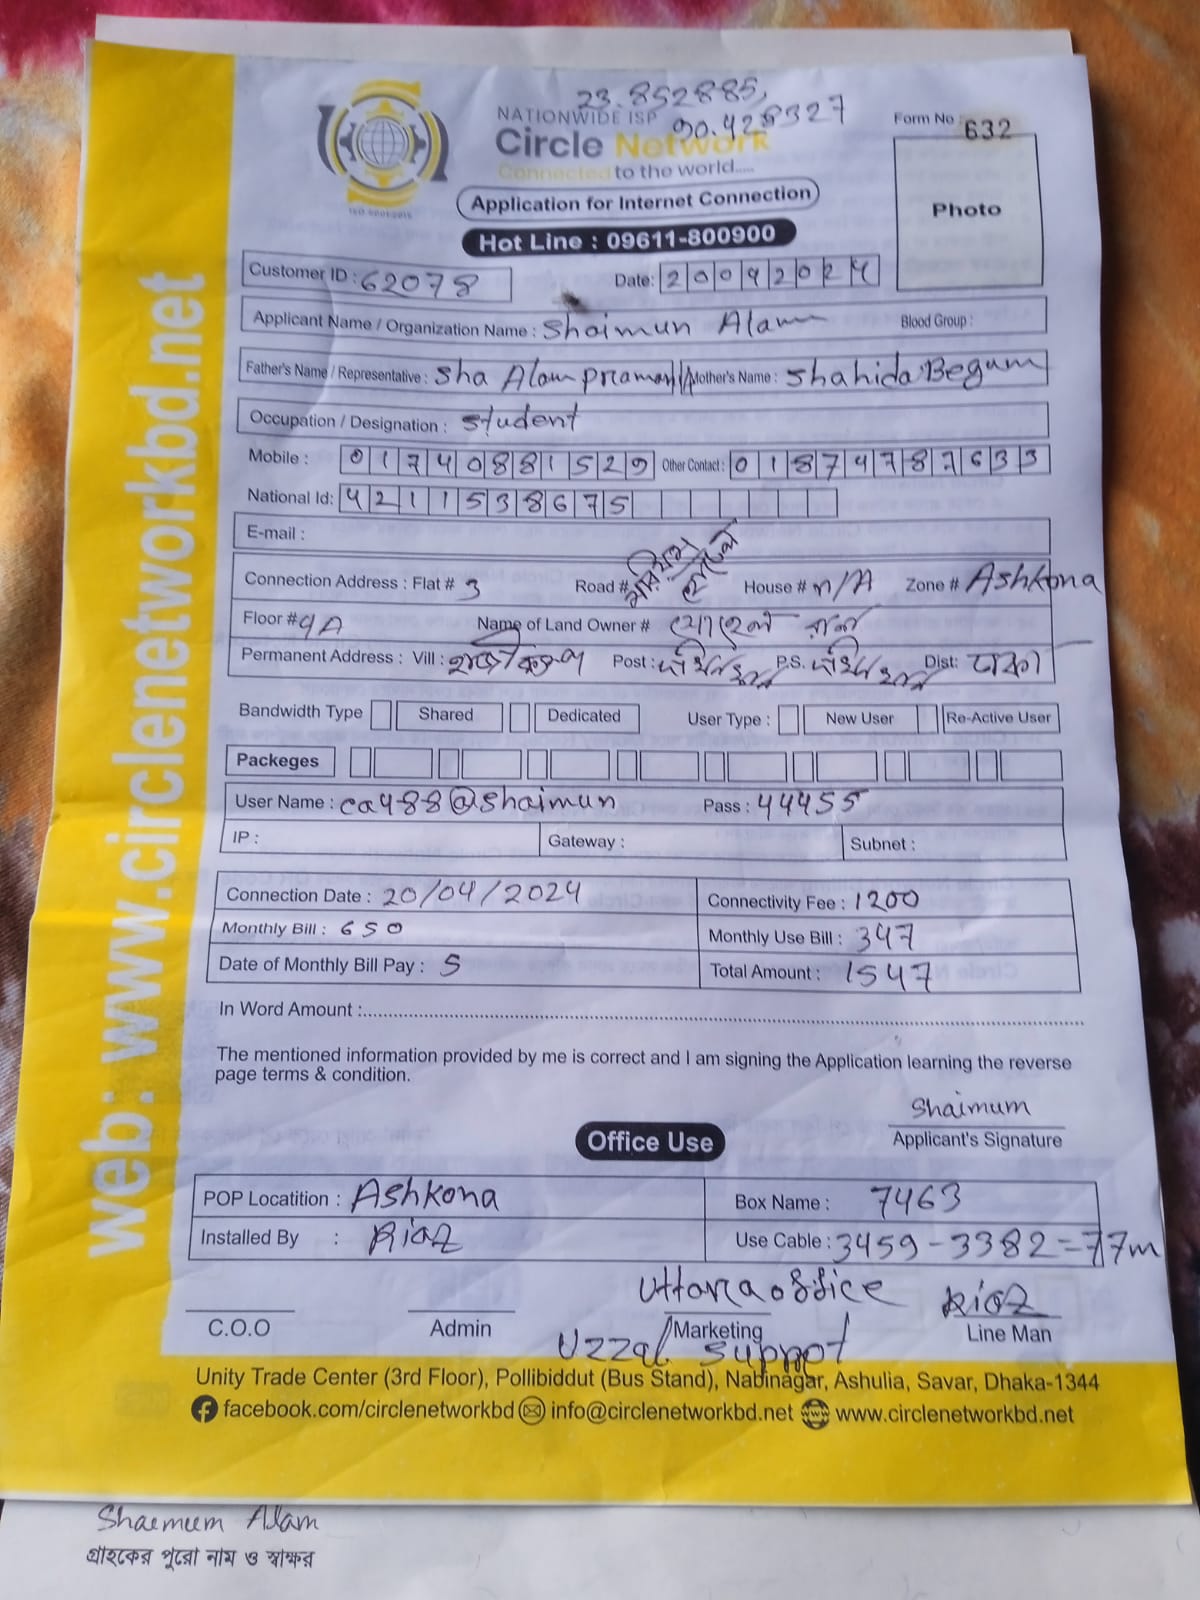 23.852885,
NATIONWIDE ISP 90.428327
Circle Network
Connected to the world.....
Form No 632
Photo
ISO 9001:2015
Application for Internet Connection
Hot Line : 09611-800900
Customer ID : 62078 Date: 20092024
Applicant Name / Organization Name : Shaimun Alam Blood Group :
Father's Name / Representative : Sha Alam Pramanik Mother's Name : Shahida Begum
Occupation / Designation : Student
Mobile : 01740881529 Other Contact : 01874787633
National Id: 4211538675
E-mail :
Connection Address : Flat # 3 Road # House # n/A Zone # Ashkona
Floor # 4A Name of Land Owner # সোহেল রানা
Permanent Address : Vill : Post : P.S. Dist: ঢাকা
Bandwidth Type Shared Dedicated User Type : New User Re-Active User
Packeges
User Name : ca488@shaimun Pass : 44455
IP : Gateway : Subnet :
Connection Date : 20/04/2024 Connectivity Fee : 1200
Monthly Bill : 650 Monthly Use Bill : 347
Date of Monthly Bill Pay : 5 Total Amount : 1547
In Word Amount :
The mentioned information provided by me is correct and I am signing the Application learning the reverse
page terms & condition.
Shaimum
Applicant's Signature
Office Use
POP Locatition : Ashkona Box Name : 7463
Installed By : Riaz Use Cable : 3459-3382=77m
Uttara office Riaz
C.O.O Admin Marketing Line Man
Uzzal Suppot
Unity Trade Center (3rd Floor), Pollibiddut (Bus Stand), Nabinagar, Ashulia, Savar, Dhaka-1344
facebook.com/circlenetworkbd info@circlenetworkbd.net www.circlenetworkbd.net
web: www.circlenetworkbd.net
Shaemum Alam
গ্রাহকের পুরো নাম ও স্বাক্ষর